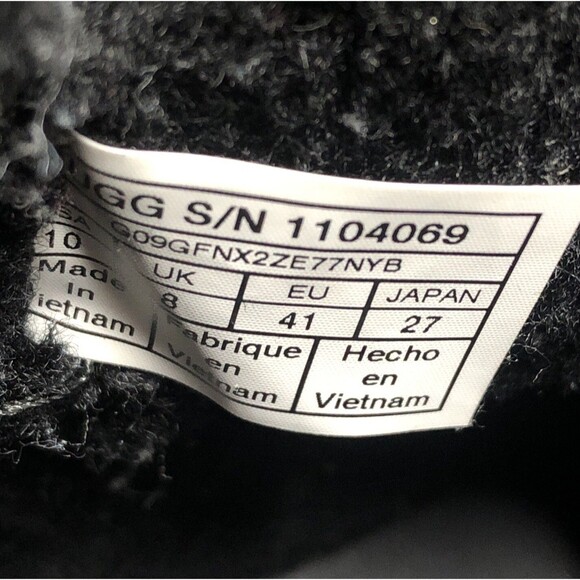 UGG S/N 1104069
G09GFNX2ZE77NYB
USA UK EU JAPAN
10 8 41 27
Made in Vietnam
Fabrique en Vietnam
Hecho en Vietnam